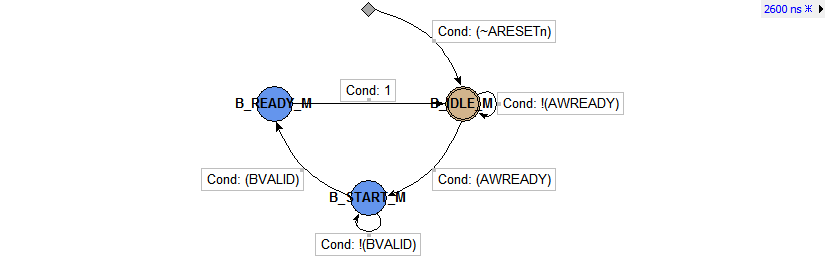 2600 ns
Cond: (~ARESETn)
Cond: 1
B_READY_M
B_IDLE_M
Cond: !(AWREADY)
Cond: (BVALID)
Cond: (AWREADY)
B_START_M
Cond: !(BVALID)